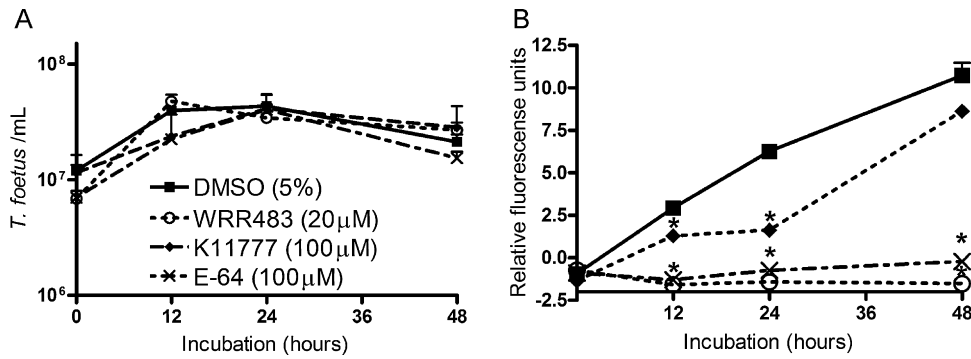 A
T. foetus /mL
10⁸
10⁷
10⁶
DMSO (5%)
WRR483 (20μM)
K11777 (100μM)
E-64 (100μM)
0 12 24 36 48
Incubation (hours)
B
Relative fluorescense units
12.5
10.0
7.5
5.0
2.5
0.0
-2.5
* *
* * *
*
12 24 36 48
Incubation (hours)